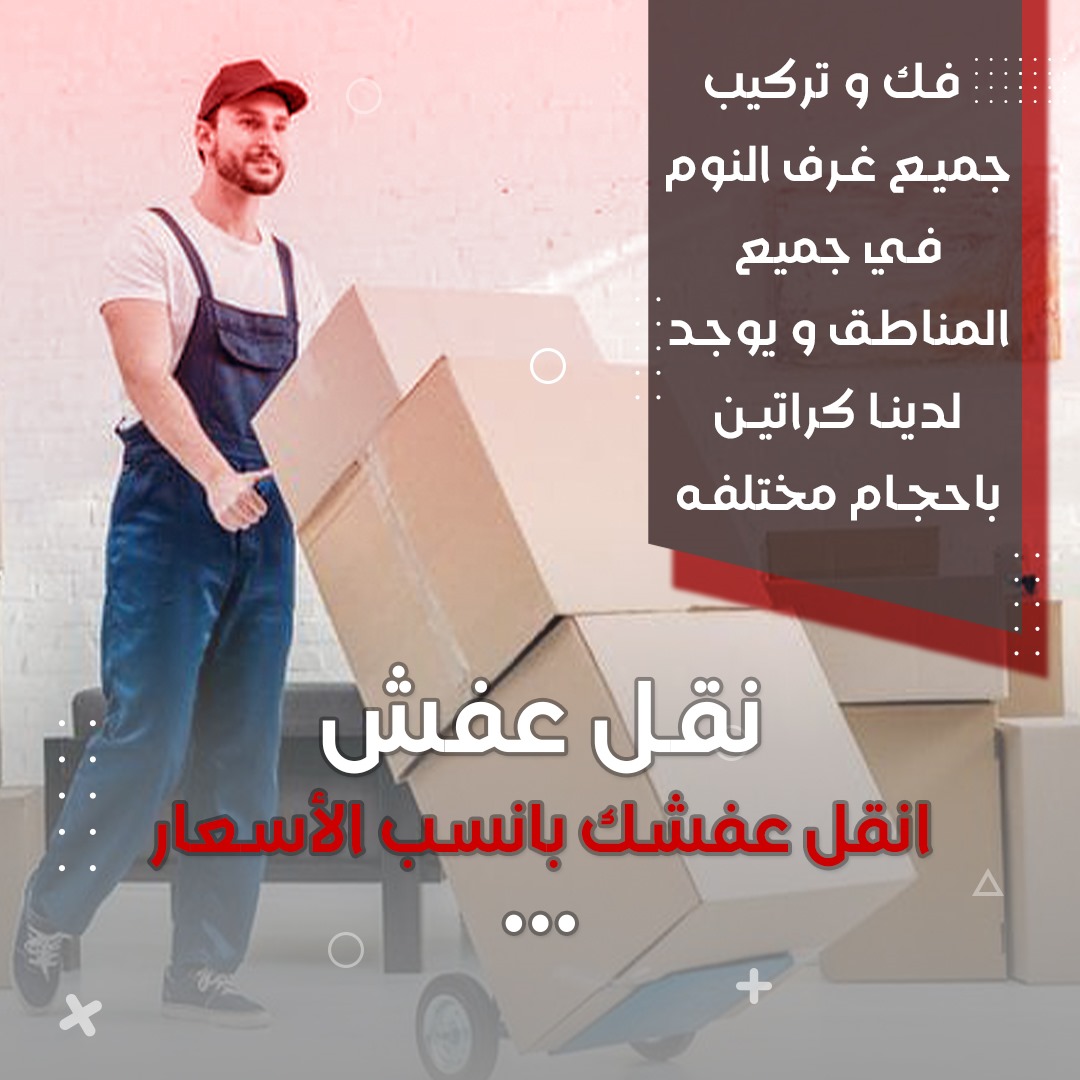 فك و تركيب
جميع غرف النوم
في جميع
المناطق و يوجد
لدينا كراتين
باحجام مختلفه
نقل عفش
انقل عفشك بانسب الأسعار
...